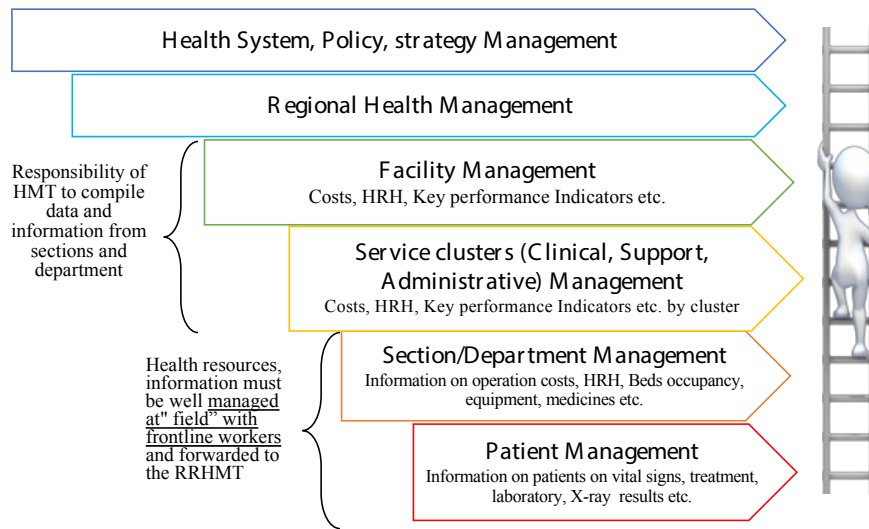 Health System, Policy, strategy Management
Regional Health Management
Responsibility of
HMT to compile
data and
information from
sections and
department
Facility Management
Costs, HRH, Key performance Indicators etc.
Service clusters (Clinical, Support,
Administrative) Management
Costs, HRH, Key performance Indicators etc. by cluster
Health resources,
information must
be well managed
at" field” with
frontline workers
and forwarded to
the RRHMT
Section/Department Management
Information on operation costs, HRH, Beds occupancy,
equipment, medicines etc.
Patient Management
Information on patients on vital signs, treatment,
laboratory, X-ray results etc.